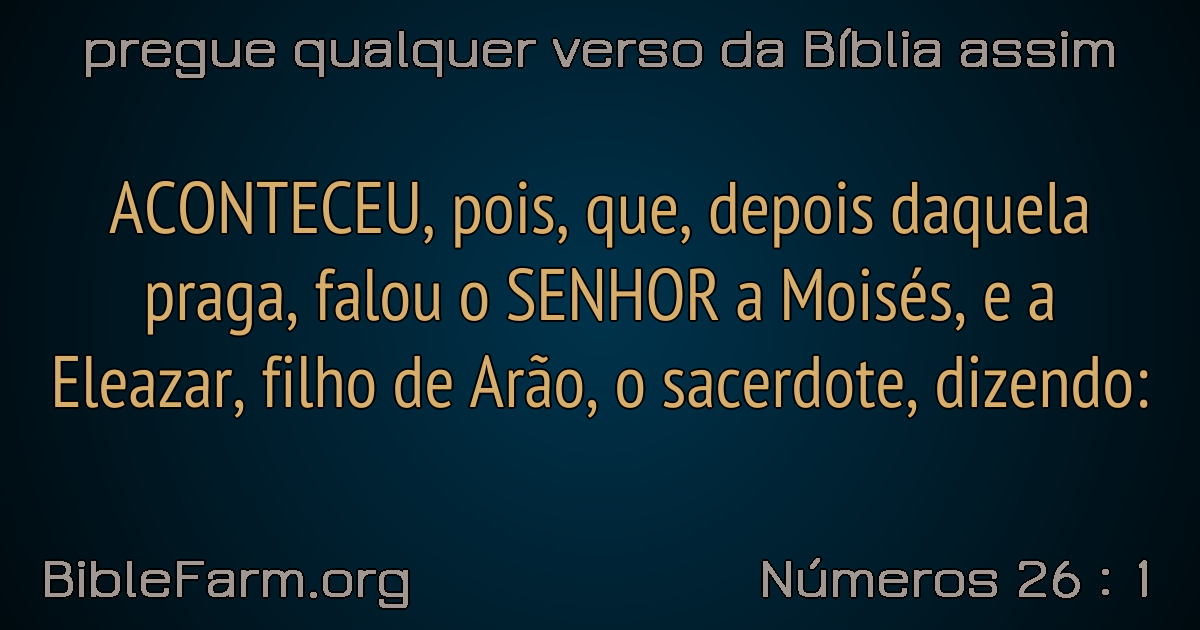 pregue qualquer verso da Bíblia assim
ACONTECEU, pois, que, depois daquela
praga, falou o SENHOR a Moisés, e a
Eleazar, filho de Arão, o sacerdote, dizendo:
BibleFarm.org
Números 26 : 1